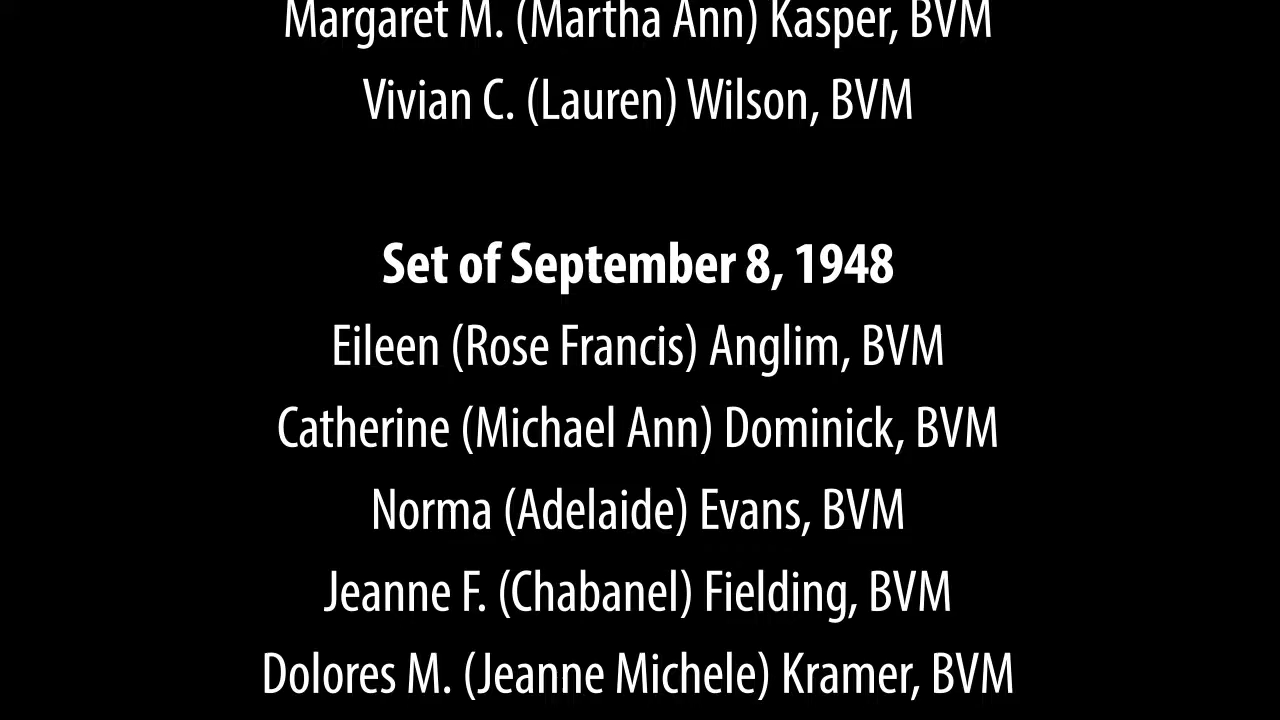 Margaret M. (Martha Ann) Kasper, BVM
Vivian C. (Lauren) Wilson, BVM
Set of September 8, 1948
Eileen (Rose Francis) Anglim, BVM
Catherine (Michael Ann) Dominick, BVM
Norma (Adelaide) Evans, BVM
Jeanne F. (Chabanel) Fielding, BVM
Dolores M. (Jeanne Michele) Kramer, BVM